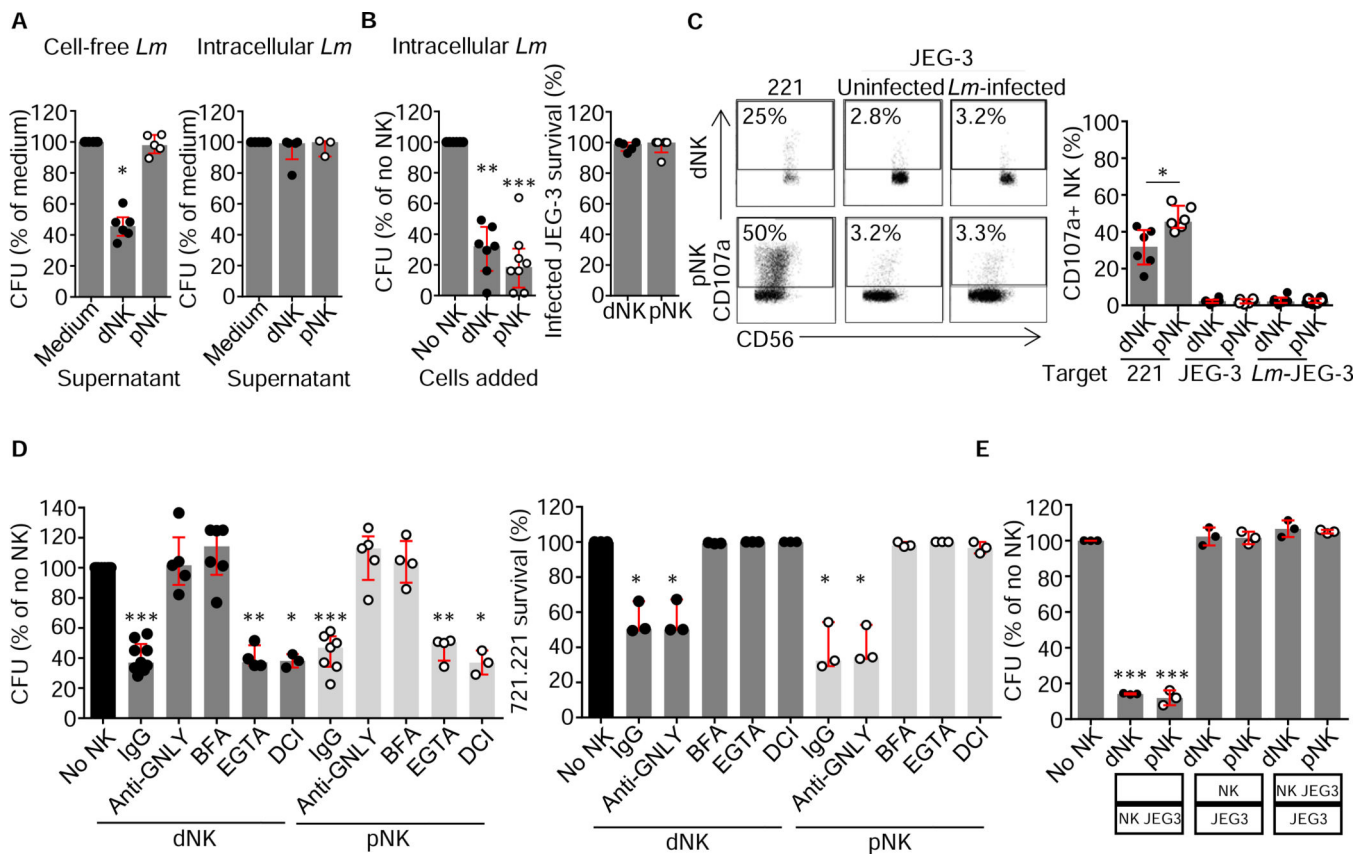 A
Cell-free Lm
Intracellular Lm
CFU (% of medium)
120
100
80
60
40
20
0
*
Medium
dNK
pNK
Supernatant
CFU (% of medium)
120
100
80
60
40
20
0
Medium
dNK
pNK
Supernatant
B
Intracellular Lm
CFU (% of no NK)
120
100
80
60
40
20
0
**
***
No NK
dNK
pNK
Cells added
Infected JEG-3 survival (%)
120
100
80
60
40
20
0
dNK pNK
C
JEG-3
221
Uninfected
Lm-infected
dNK
25%
2.8%
3.2%
pNK
CD107a
50%
3.2%
3.3%
CD56
CD107a+ NK (%)
100
80
60
40
20
0
*
dNK
pNK
dNK
pNK
dNK
pNK
Target 221 JEG-3 Lm-JEG-3
D
CFU (% of no NK)
140
120
100
80
60
40
20
0
***
**
*
***
**
*
No NK
IgG
Anti-GNLY
BFA
EGTA
DCI
IgG
Anti-GNLY
BFA
EGTA
DCI
dNK
pNK
721.221 survival (%)
120
100
80
60
40
20
0
*
*
*
*
No NK
IgG
Anti-GNLY
BFA
EGTA
DCI
IgG
Anti-GNLY
BFA
EGTA
DCI
dNK
pNK
E
CFU (% of no NK)
120
100
80
60
40
20
0
***
***
No NK
dNK
pNK
dNK
pNK
dNK
pNK
NK
NK JEG3
NK JEG3
JEG3
JEG3